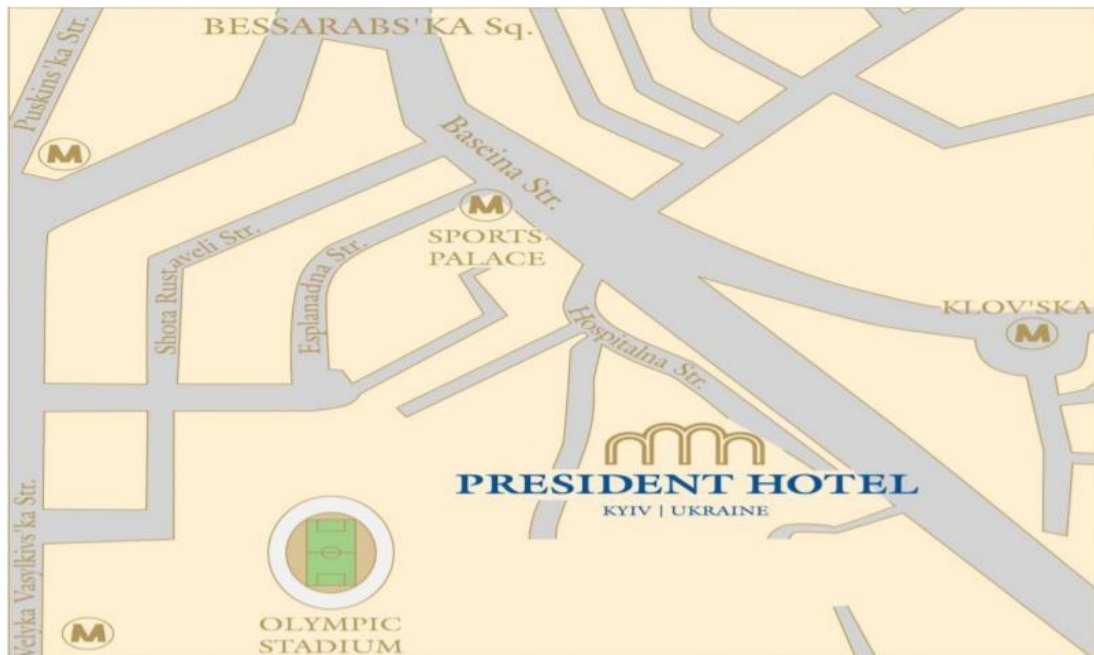 BESSARABS'KA Sq.
Puskins'ka Str.
M
Baseina Str.
M
SPORTS-
PALACE
Shota Rustaveli Str.
Esplanadna Str.
KLOV'SKA
M
Hospitalna Str.
PRESIDENT HOTEL
KYIV | UKRAINE
Velyka Vasylkivs'ka Str.
M
OLYMPIC
STADIUM